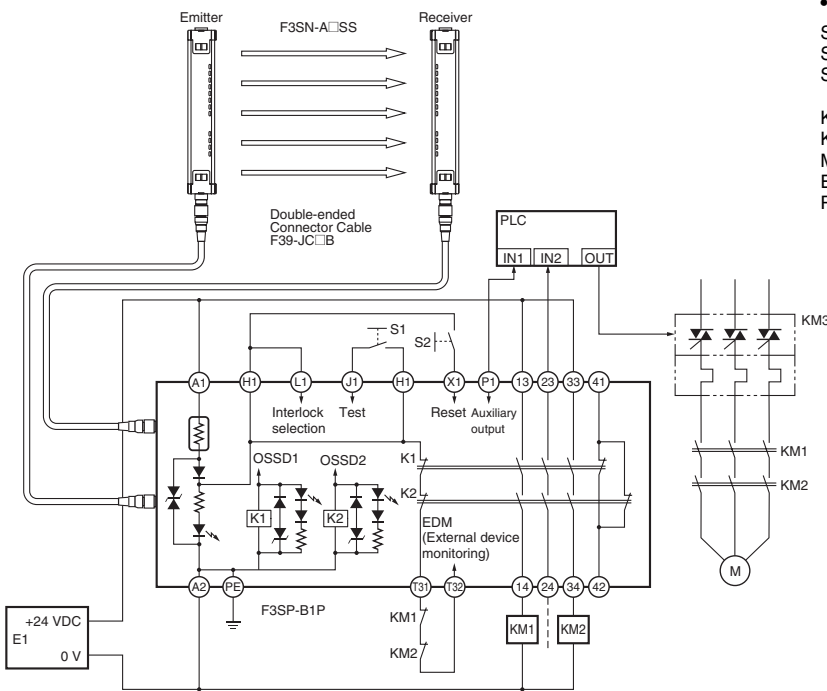 Emitter
F3SN-A□SS
Receiver
Double-ended
Connector Cable
F39-JC□B
PLC
IN1 IN2 OUT
KM3
S1
S2
A1 H1 L1 J1 H1 X1 P1 13 23 33 41
Interlock
selection
Test
Reset
Auxiliary
output
OSSD1
OSSD2
K1
K2
K1
K2
EDM
(External device
monitoring)
KM1
KM2
M
A2 PE T31 T32 14 24 34 42
F3SP-B1P
+24 VDC
E1
0 V
KM1
KM2
KM1
KM2
S
S
S
K
K
M
E